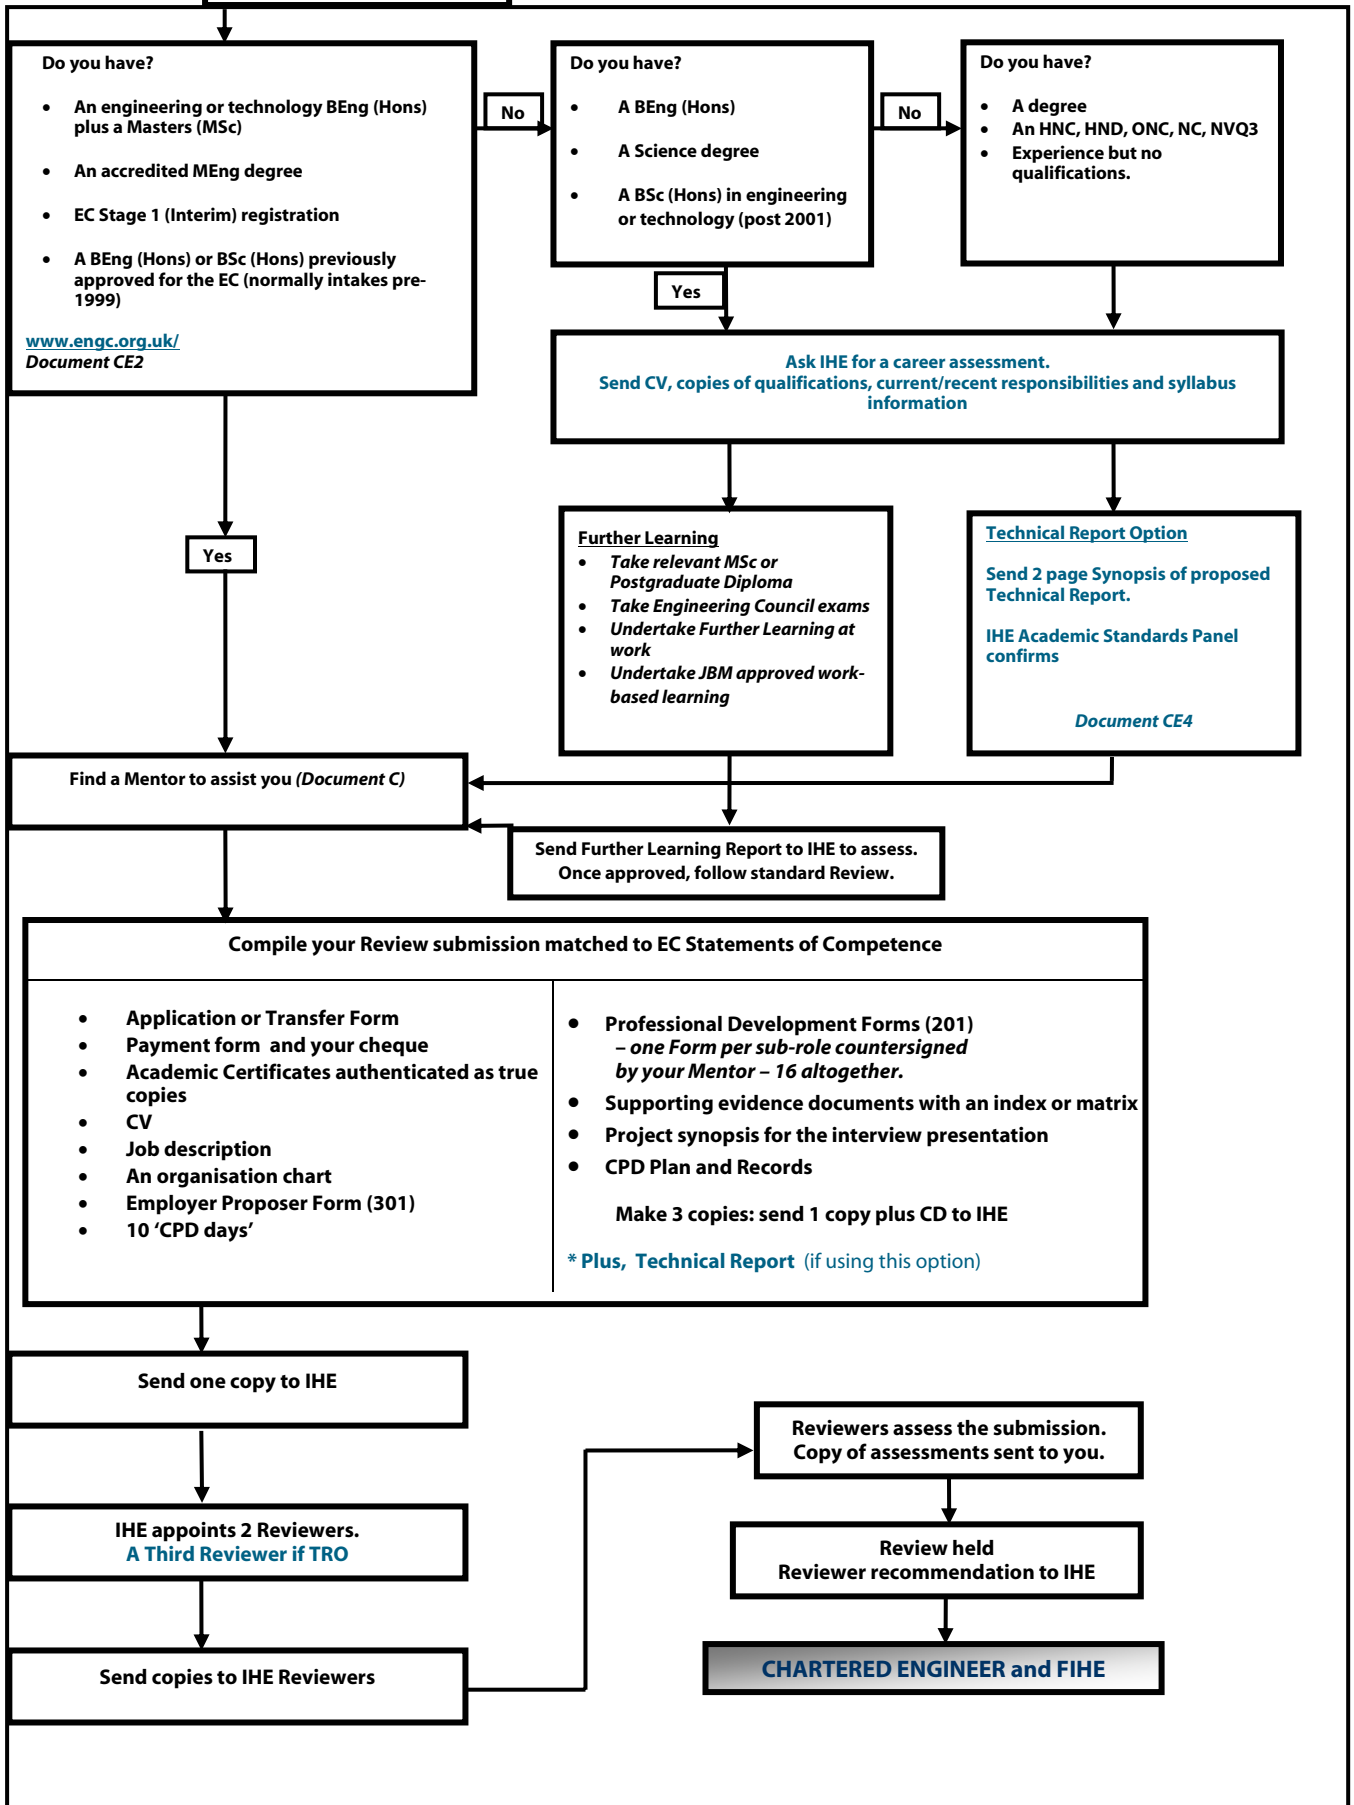 Do you have?
• An engineering or technology BEng (Hons)
plus a Masters (MSc)
• An accredited MEng degree
• EC Stage 1 (Interim) registration
• A BEng (Hons) or BSc (Hons) previously
approved for the EC (normally intakes pre-
1999)
www.engc.org.uk/
Document CE2
No
Do you have?
• A BEng (Hons)
• A Science degree
• A BSc (Hons) in engineering
or technology (post 2001)
No
Do you have?
• A degree
• An HNC, HND, ONC, NC, NVQ3
• Experience but no
qualifications.
Yes
Ask IHE for a career assessment.
Send CV, copies of qualifications, current/recent responsibilities and syllabus
information
Yes
Further Learning
• Take relevant MSc or
Postgraduate Diploma
• Take Engineering Council exams
• Undertake Further Learning at
work
• Undertake JBM approved work-
based learning
Technical Report Option
Send 2 page Synopsis of proposed
Technical Report.
IHE Academic Standards Panel
confirms
Document CE4
Find a Mentor to assist you (Document C)
Send Further Learning Report to IHE to assess.
Once approved, follow standard Review.
Compile your Review submission matched to EC Statements of Competence
• Application or Transfer Form
• Payment form and your cheque
• Academic Certificates authenticated as true
copies
• CV
• Job description
• An organisation chart
• Employer Proposer Form (301)
• 10 ‘CPD days’
• Professional Development Forms (201)
– one Form per sub-role countersigned
by your Mentor – 16 altogether.
• Supporting evidence documents with an index or matrix
• Project synopsis for the interview presentation
• CPD Plan and Records
Make 3 copies: send 1 copy plus CD to IHE
* Plus, Technical Report (if using this option)
Send one copy to IHE
IHE appoints 2 Reviewers.
A Third Reviewer if TRO
Send copies to IHE Reviewers
Reviewers assess the submission.
Copy of assessments sent to you.
Review held
Reviewer recommendation to IHE
CHARTERED ENGINEER and FIHE